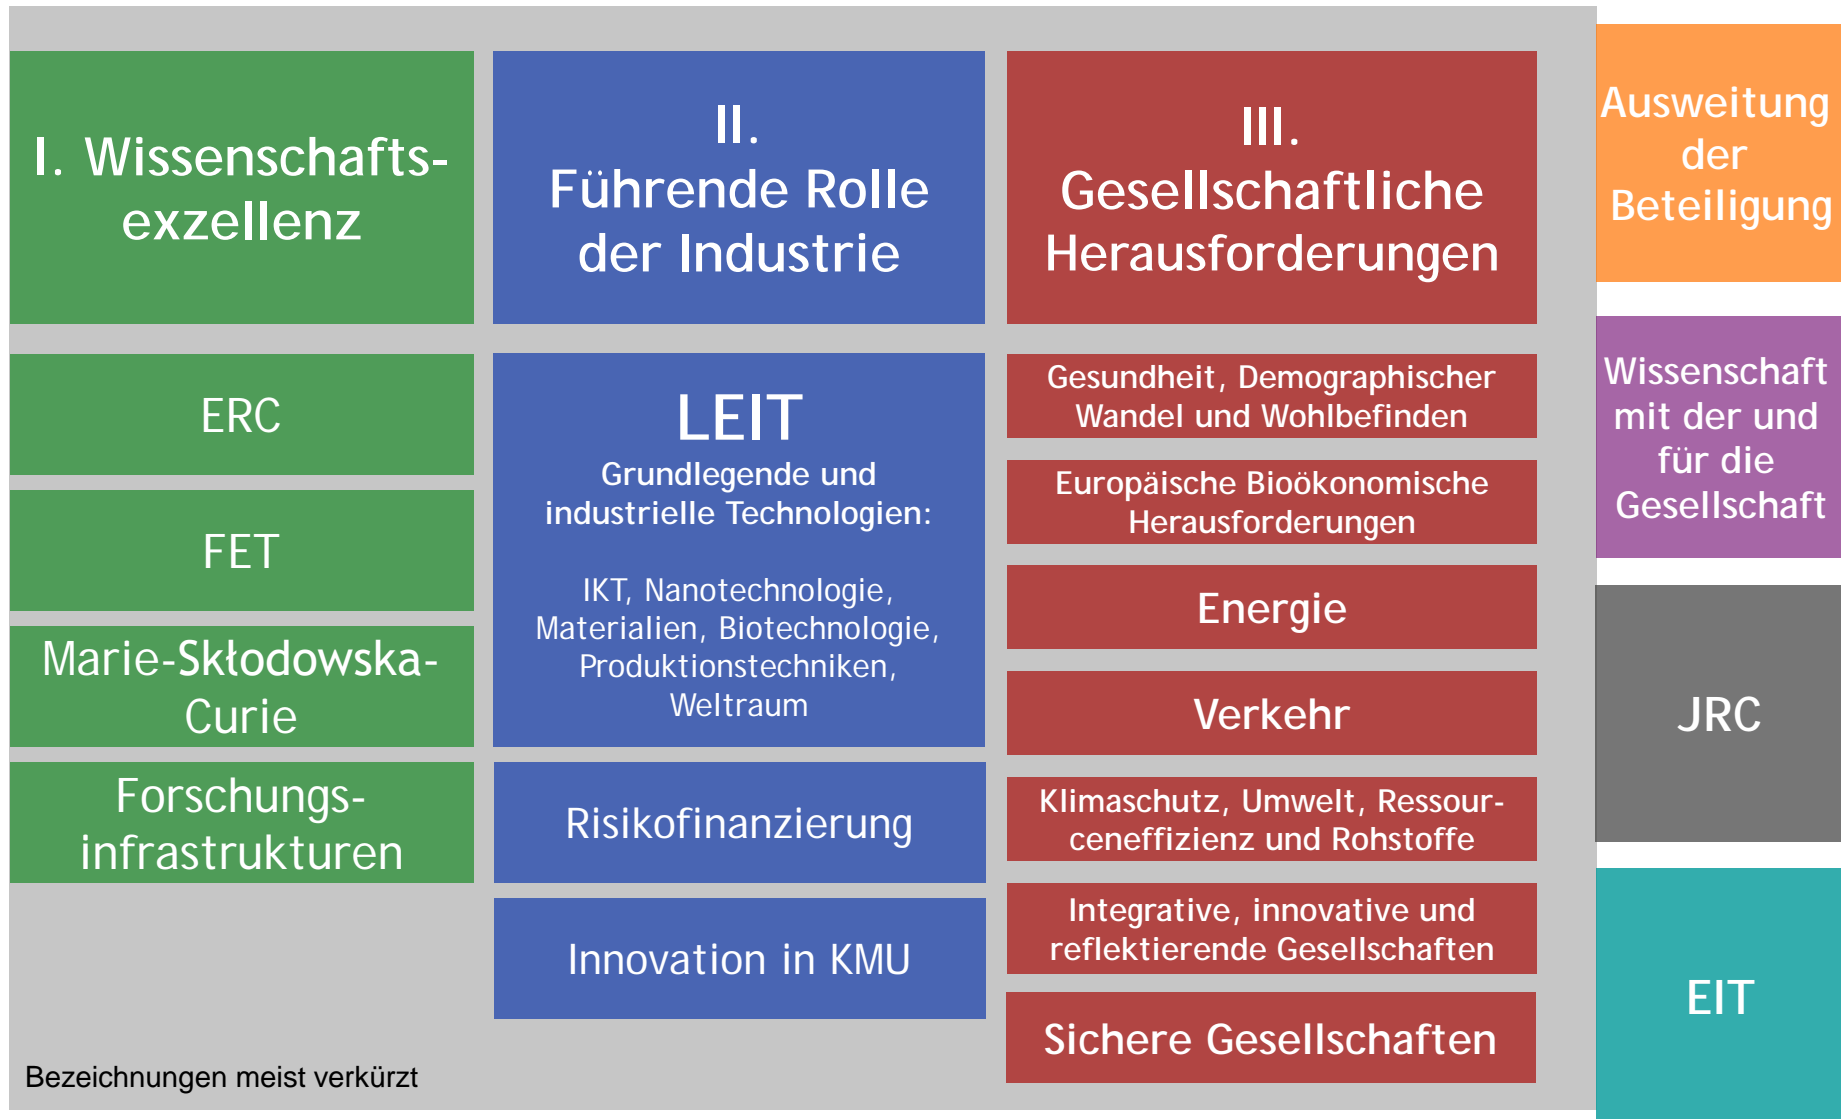 I. Wissenschafts-
exzellenz
ERC
FET
Marie-Skłodowska-
Curie
Forschungs-
infrastrukturen
II.
Führende Rolle
der Industrie
LEIT
Grundlegende und
industrielle Technologien:
IKT, Nanotechnologie,
Materialien, Biotechnologie,
Produktionstechniken,
Weltraum
Risikofinanzierung
Innovation in KMU
III.
Gesellschaftliche
Herausforderungen
Gesundheit, Demographischer
Wandel und Wohlbefinden
Europäische Bioökonomische
Herausforderungen
Energie
Verkehr
Klimaschutz, Umwelt, Ressour-
ceneffizienz und Rohstoffe
Integrative, innovative und
reflektierende Gesellschaften
Sichere Gesellschaften
Ausweitung
der
Beteiligung
Wissenschaft
mit der und
für die
Gesellschaft
JRC
EIT
Bezeichnungen meist verkürzt